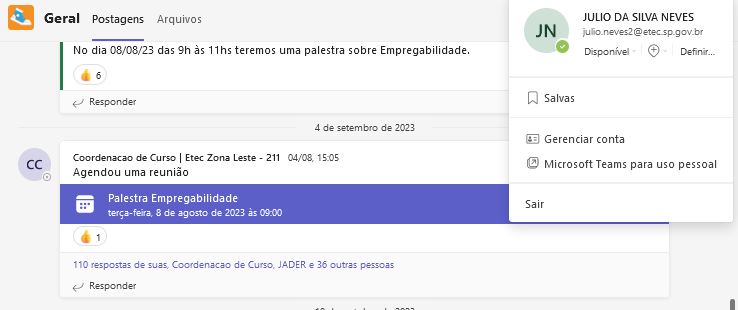 Geral Postagens Arquivos
No dia 08/08/23 das 9h às 11hs teremos uma palestra sobre Empregabilidade.
6
Responder
4 de setembro de 2023
CC
Coordenacao de Curso | Etec Zona Leste - 211 04/08, 15:05
Agendou uma reunião
Palestra Empregabilidade
terça-feira, 8 de agosto de 2023 às 09:00
1
110 respostas de suas, Coordenacao de Curso, JADER e 36 outras pessoas
Responder
JN
JULIO DA SILVA NEVES
julio.neves2@etec.sp.gov.br
Disponível
Definir...
Salvas
Gerenciar conta
Microsoft Teams para uso pessoal
Sair